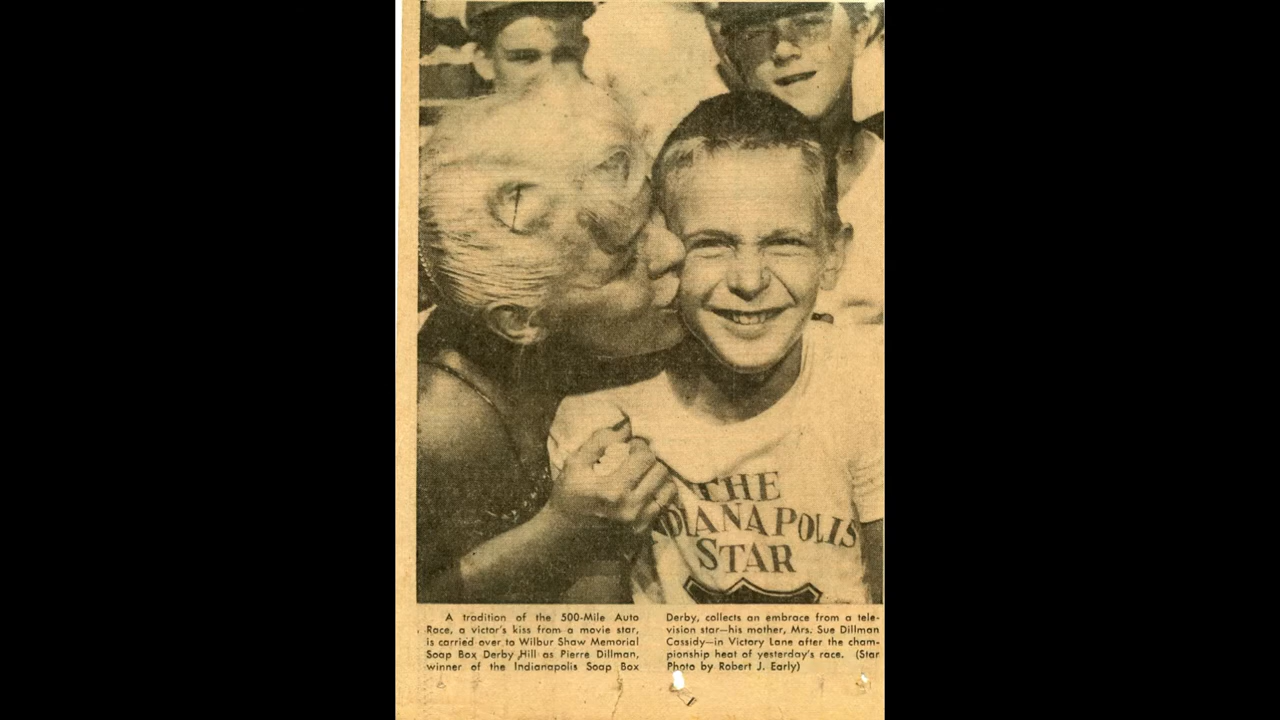 THE
INDIANAPOLIS
STAR
A tradition of the 500-Mile Auto
Race, a victor's kiss from a movie star,
is carried over to Wilbur Shaw Memorial
Soap Box Derby Hill as Pierre Dillman,
winner of the Indianapolis Soap Box
Derby, collects an embrace from a tele-
vision star—his mother, Mrs. Sue Dillman
Cassidy—in Victory Lane after the cham-
pionship heat of yesterday's race. (Star
Photo by Robert J. Early)